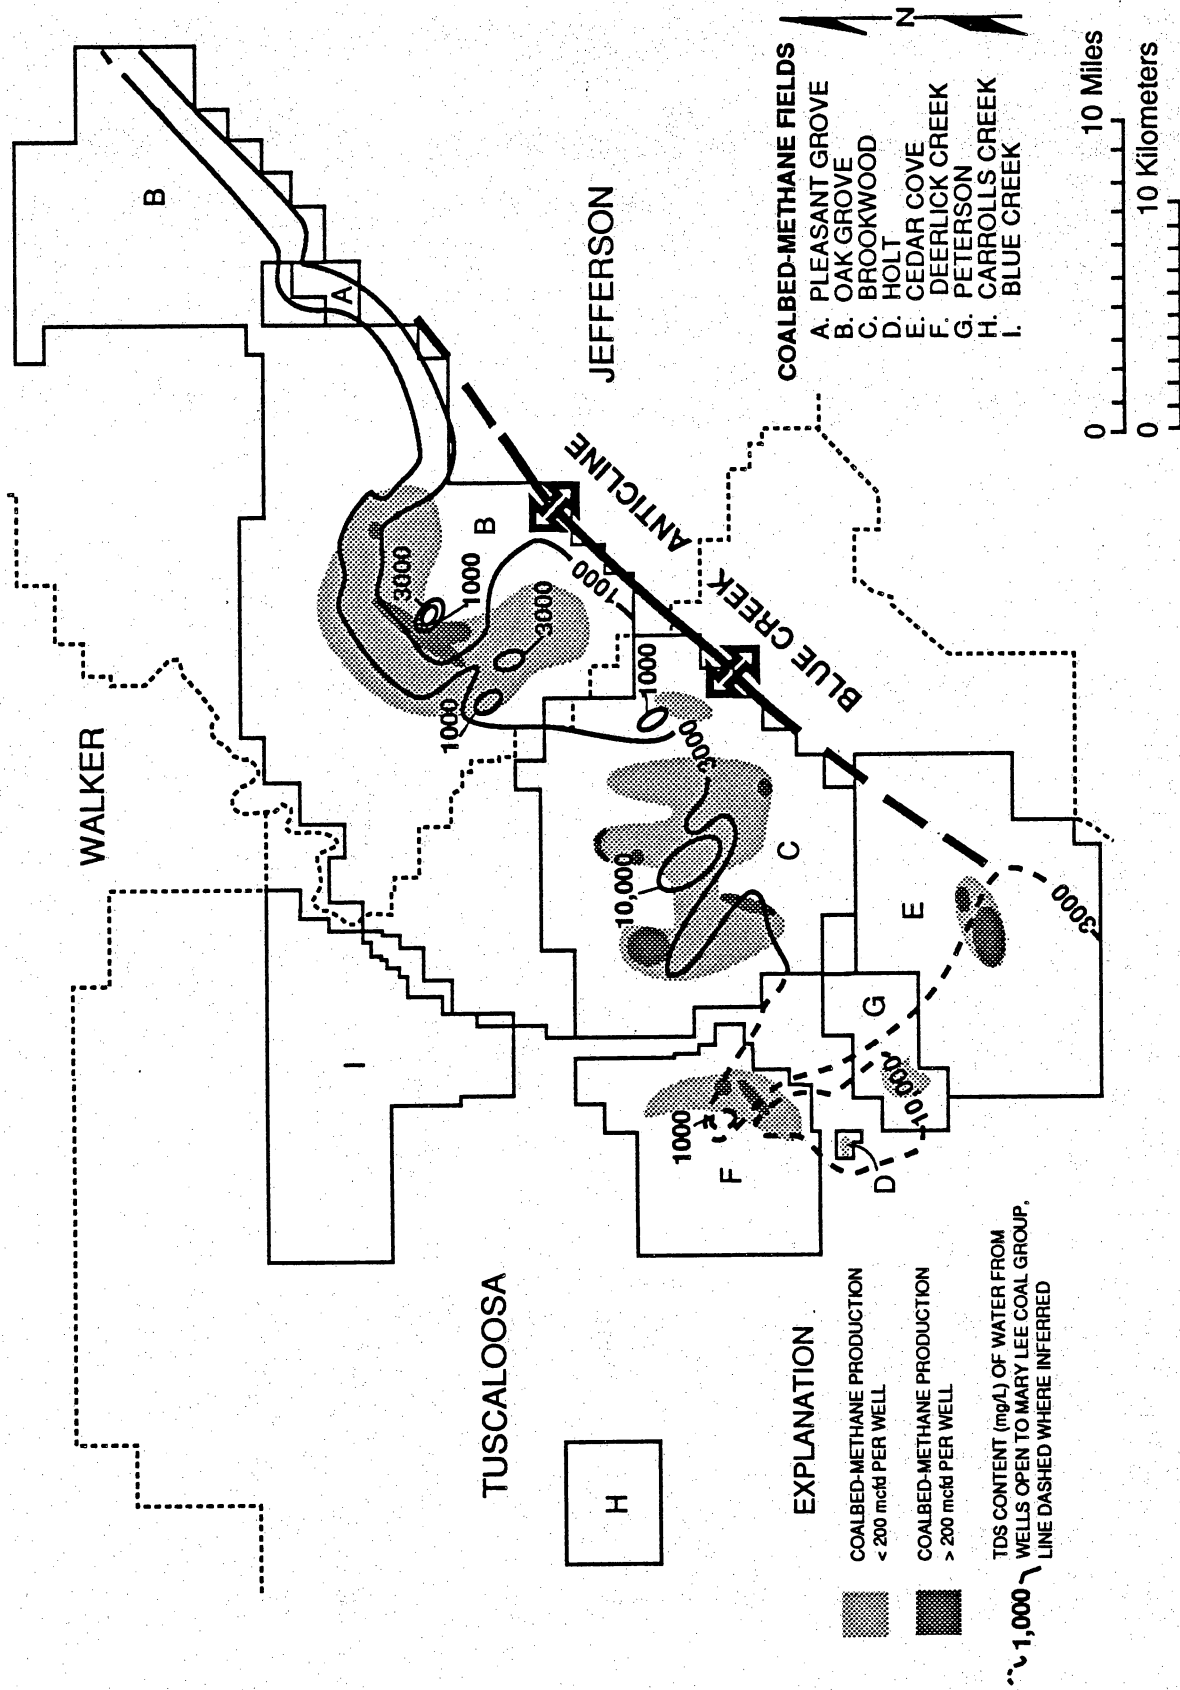 WALKER
TUSCALOOSA
JEFFERSON
BLUE CREEK
ANTICLINE
B
A
B
C
E
G
F
D
I
H
3000
1000
3000
1000
1000
1000
3000
10,000
1000
10,000
3000
COALBED-METHANE FIELDS
A. PLEASANT GROVE
B. OAK GROVE
C. BROOKWOOD
D. HOLT
E. CEDAR COVE
F. DEERLICK CREEK
G. PETERSON
H. CARROLLS CREEK
I. BLUE CREEK
N
0 10 Miles
0 10 Kilometers
EXPLANATION
COALBED-METHANE PRODUCTION
< 200 mcfd PER WELL
COALBED-METHANE PRODUCTION
> 200 mcfd PER WELL
1,000
TDS CONTENT (mg/L) OF WATER FROM
WELLS OPEN TO MARY LEE COAL GROUP,
LINE DASHED WHERE INFERRED